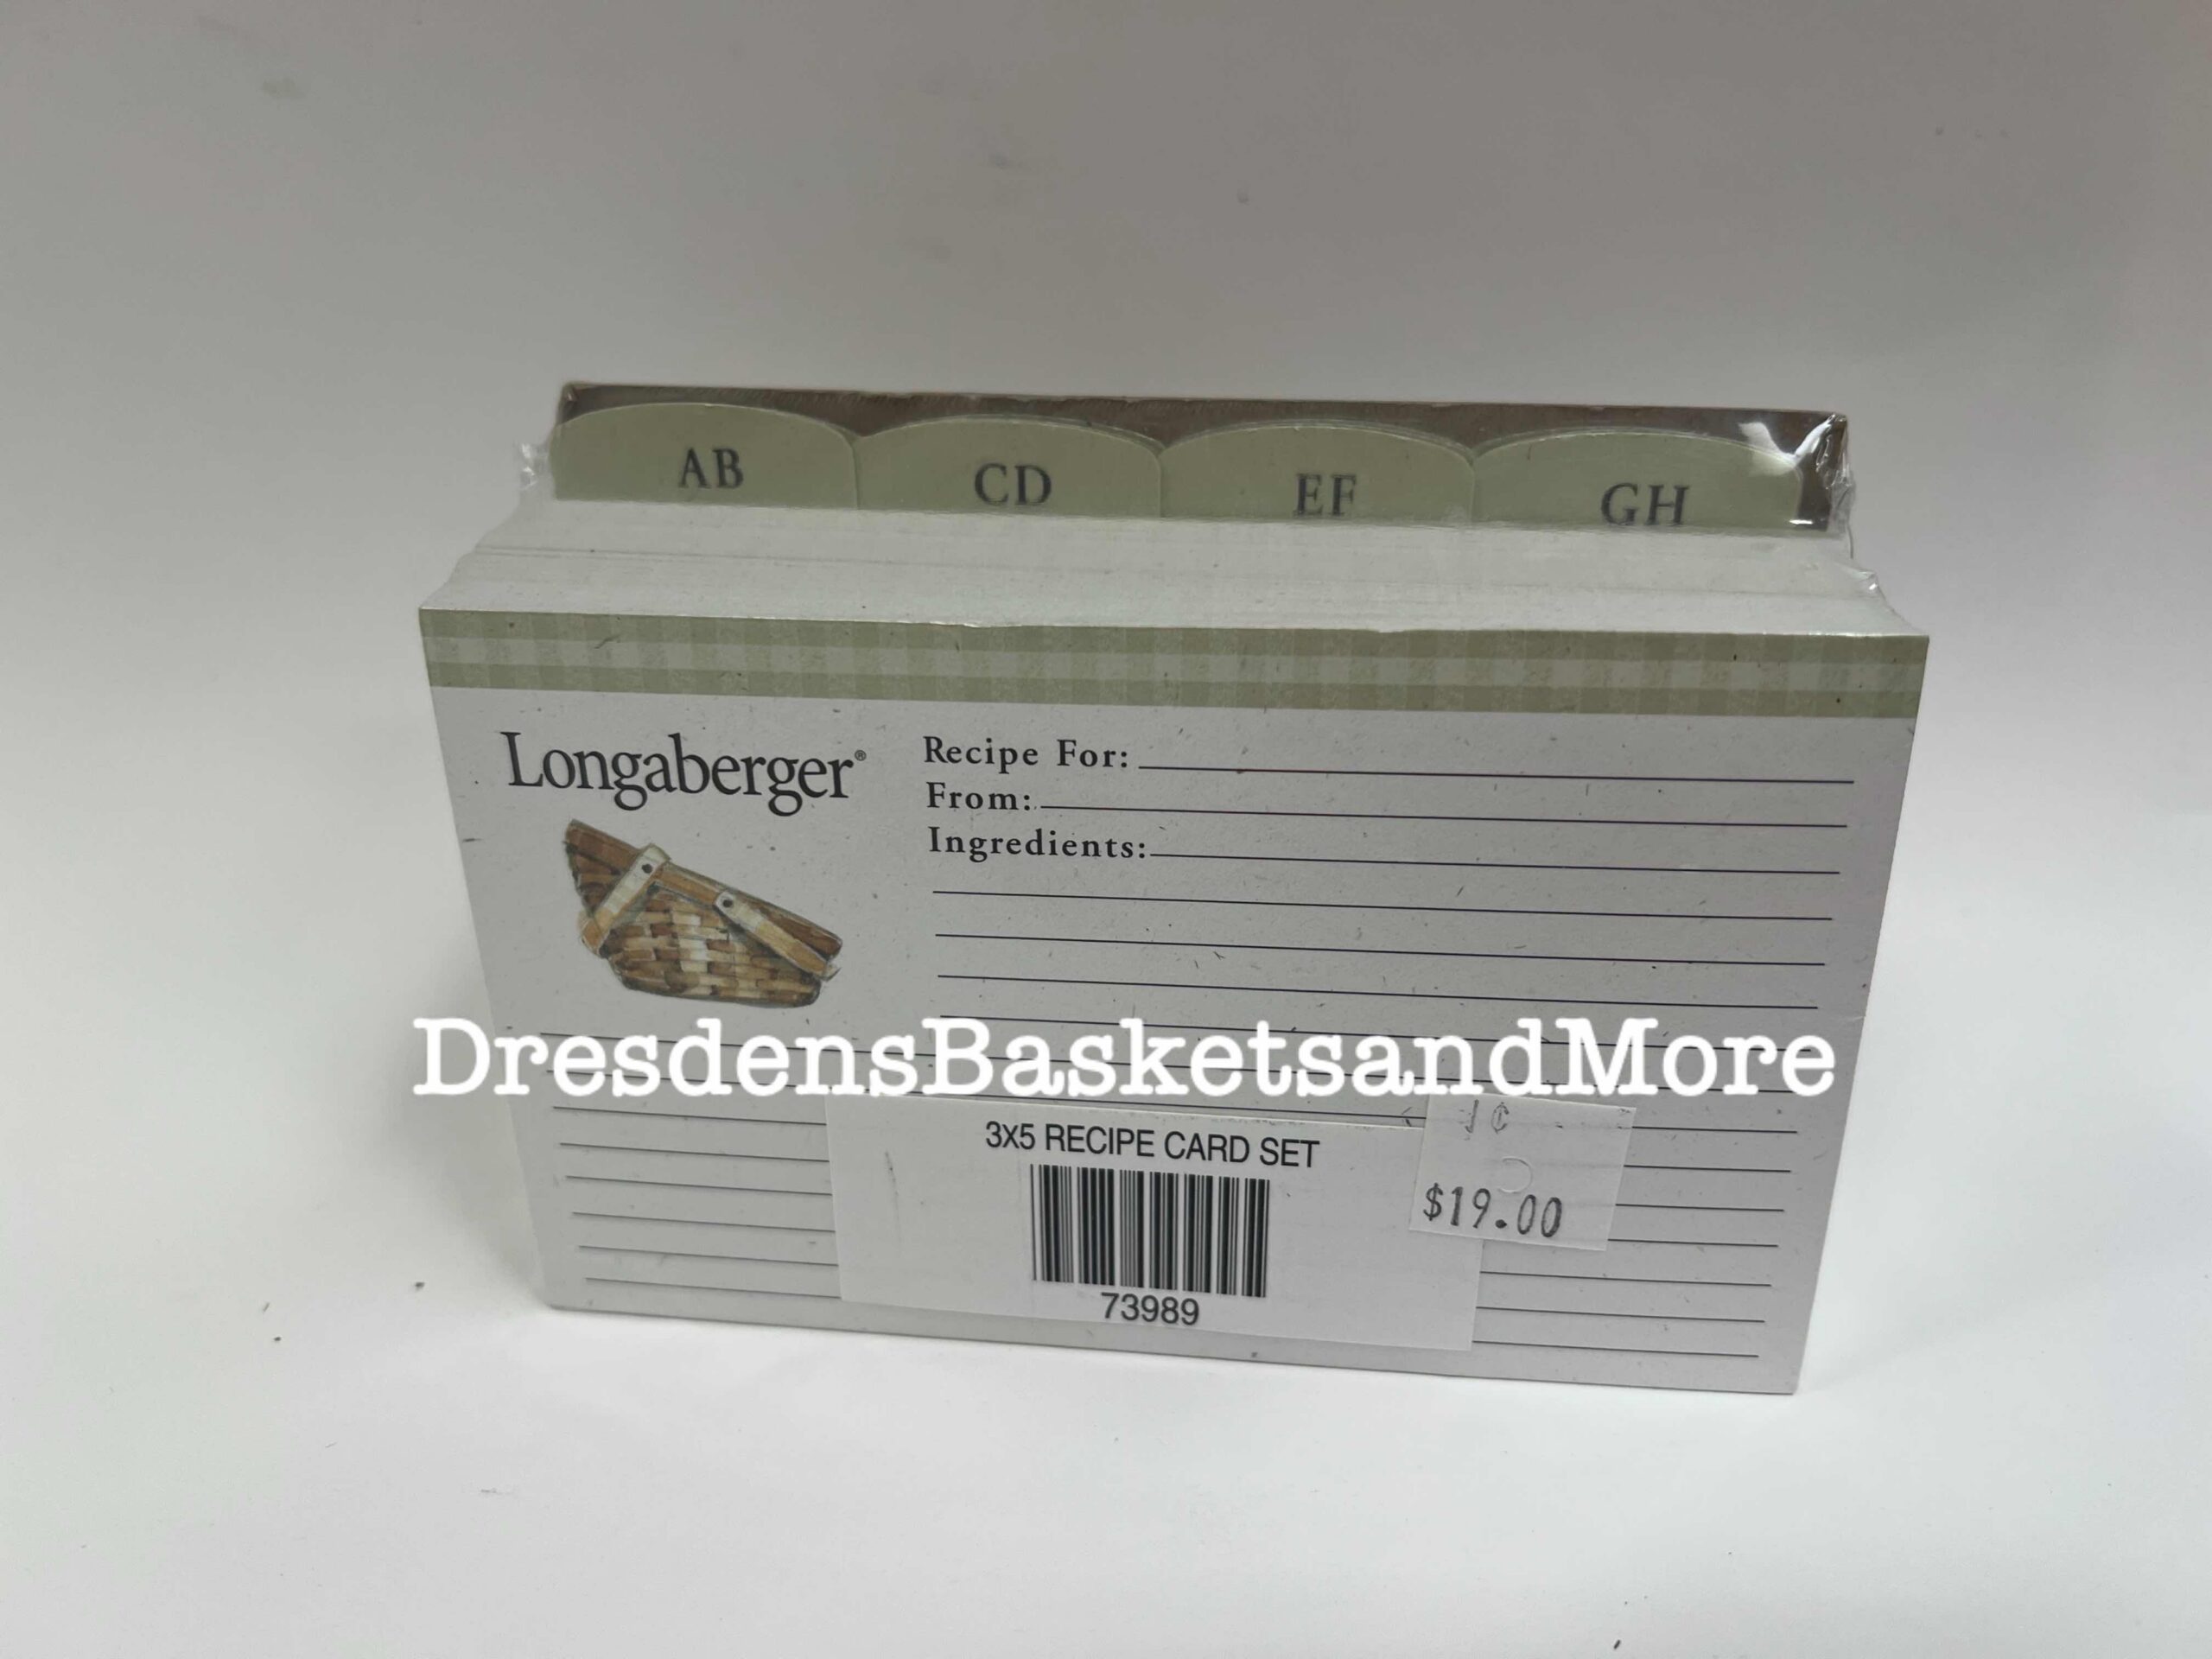 AB CD EF GH
Longaberger®
Recipe For:
From:
Ingredients:
DresdensBasketsandMore
3X5 RECIPE CARD SET
73989
$19.00